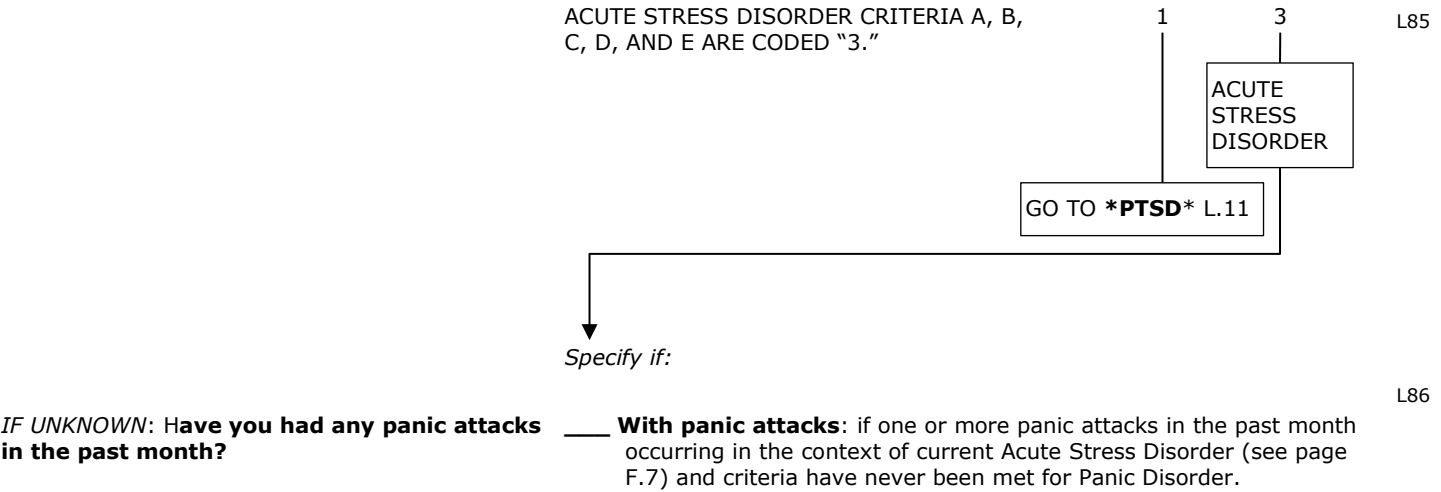 ACUTE STRESS DISORDER CRITERIA A, B, 1 3 L85
C, D, AND E ARE CODED “3.”
ACUTE
STRESS
DISORDER
GO TO *PTSD* L.11
Specify if:
L86
IF UNKNOWN: Have you had any panic attacks
in the past month?
___ With panic attacks: if one or more panic attacks in the past month
occurring in the context of current Acute Stress Disorder (see page
F.7) and criteria have never been met for Panic Disorder.